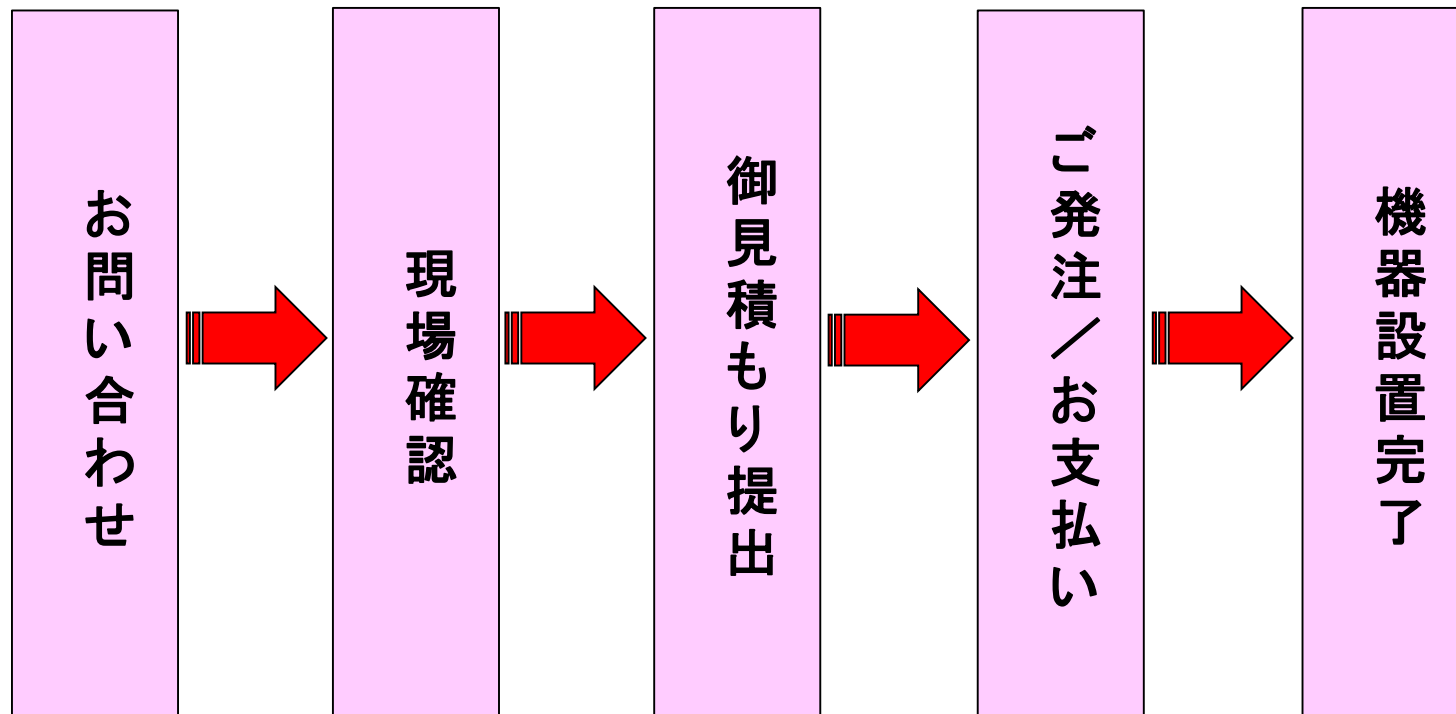 お問い合わせ
現場確認
御見積もり提出
ご発注／お支払い
機器設置完了